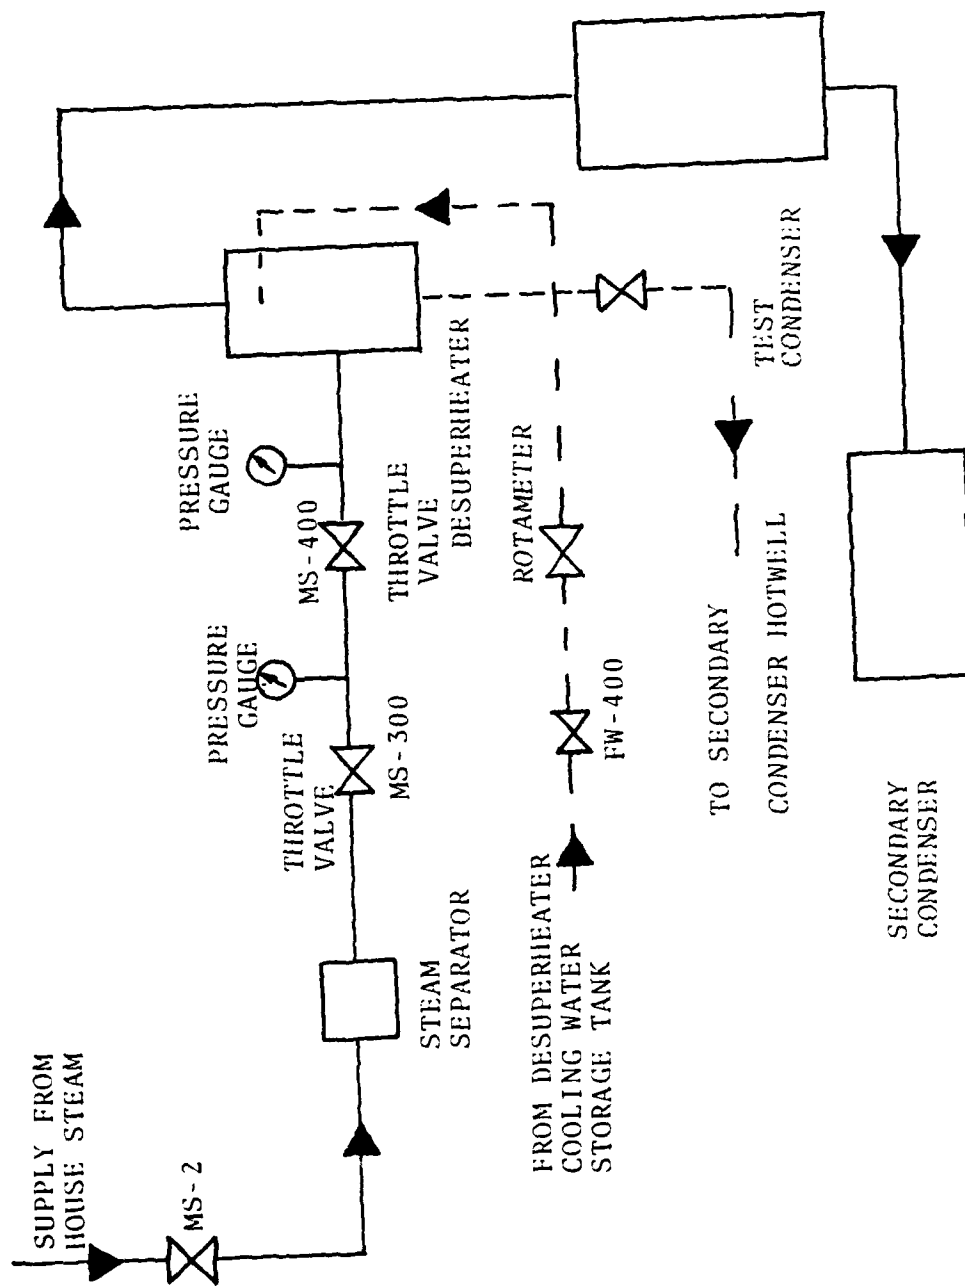 SUPPLY FROM
HOUSE STEAM
MS-2
STEAM
SEPARATOR
THROTTLE
VALVE
MS-300
PRESSURE
GAUGE
MS-400
THROTTLE
VALVE
PRESSURE
GAUGE
DESUPERHEATER
FROM DESUPERHEATER
COOLING WATER
STORAGE TANK
FW-400
ROTAMETER
TO SECONDARY
CONDENSER HOTWELL
TEST
CONDENSER
SECONDARY
CONDENSER